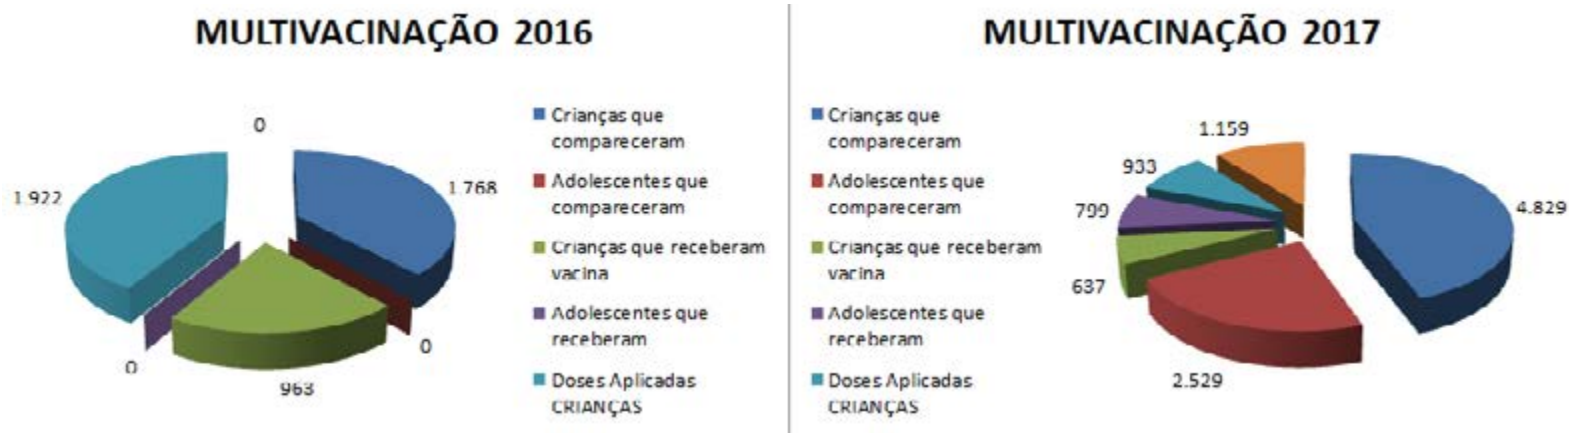 MULTIVACINAÇÃO 2016
0
1.922
1.768
0
0
963
Crianças que
compareceram
Adolescentes que
compareceram
Crianças que receberam
vacina
Adolescentes que
receberam
Doses Aplicadas
CRIANÇAS
MULTIVACINAÇÃO 2017
Crianças que
compareceram
Adolescentes que
compareceram
Crianças que receberam
vacina
Adolescentes que
receberam
Doses Aplicadas
CRIANÇAS
1.159
933
799
637
4.829
2.529